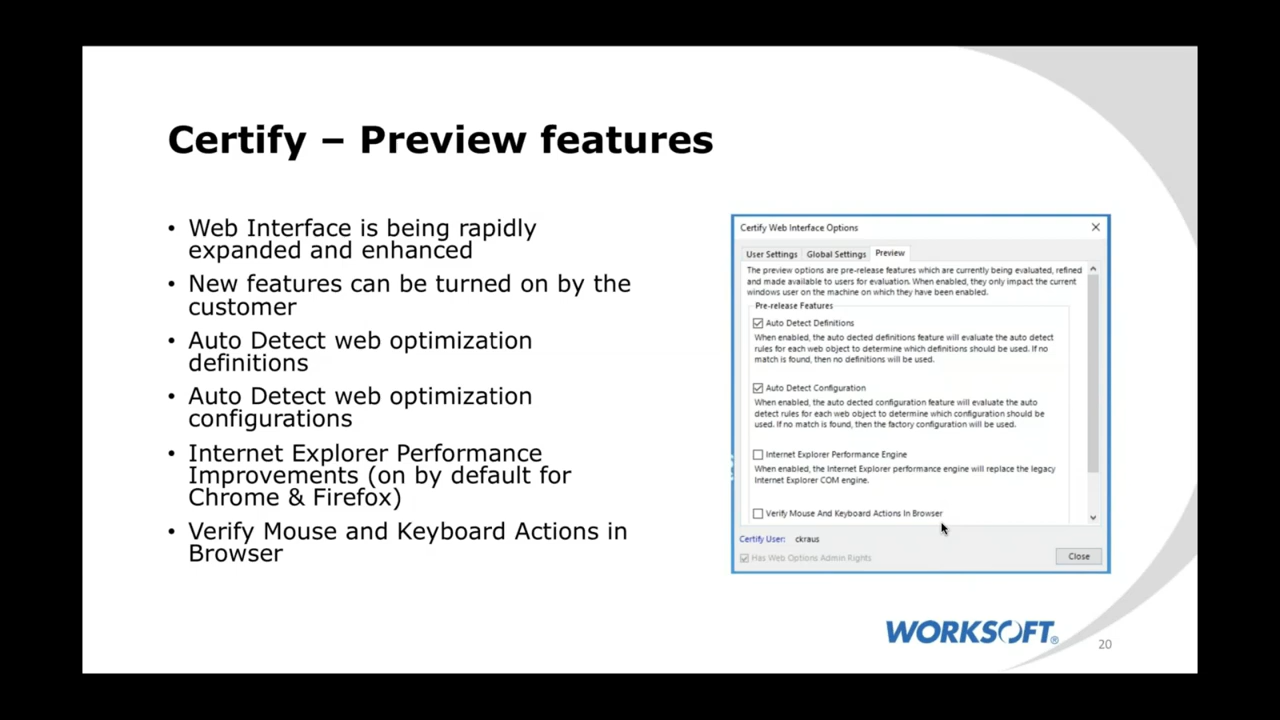 Certify – Preview features
• Web Interface is being rapidly
expanded and enhanced
• New features can be turned on by the
customer
• Auto Detect web optimization
definitions
• Auto Detect web optimization
configurations
• Internet Explorer Performance
Improvements (on by default for
Chrome & Firefox)
• Verify Mouse and Keyboard Actions in
Browser
Certify Web Interface Options
User Settings Global Settings Preview
The preview options are pre-release features which are currently being evaluated, refined
and made available to users for evaluation. When enabled, they only impact the current
windows user on the machine on which they have been enabled.
Pre-release Features
Auto Detect Definitions
When enabled, the auto dected definitions feature will evaluate the auto detect
rules for each web object to determine which definitions should be used. If no
match is found, then no definitions will be used.
Auto Detect Configuration
When enabled, the auto dected configuration feature will evaluate the auto
detect rules for each web object to determine which configuration should be
used. If no match is found, then the factory configuration will be used.
Internet Explorer Performance Engine
When enabled, the Internet Explorer performance engine will replace the legacy
Internet Explorer COM engine.
Verify Mouse And Keyboard Actions In Browser
Certify User: ckraus
Has Web Options Admin Rights
Close
WORKSOFT®
20